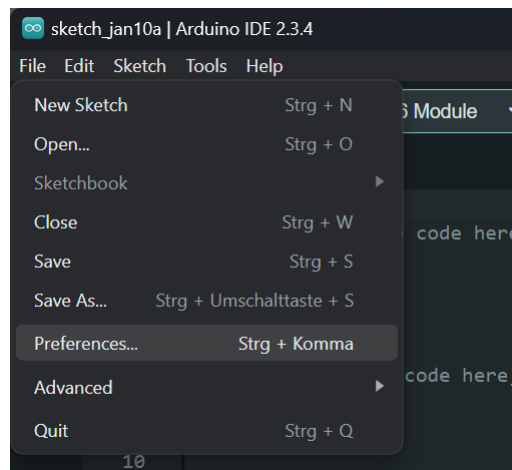 sketch_jan10a | Arduino IDE 2.3.4
File Edit Sketch Tools Help
New Sketch Strg + N
Module
Open... Strg + O
Sketchbook
Close Strg + W
code here
Save Strg + S
Save As... Strg + Umschalttaste + S
Preferences... Strg + Komma
code here,
Advanced
Quit Strg + Q
10